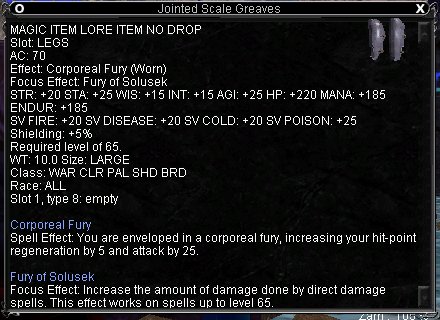 Jointed Scale Greaves
MAGIC ITEM LORE ITEM NO DROP
Slot: LEGS
AC: 70
Effect: Corporeal Fury (Worn)
Focus Effect: Fury of Solusek
STR: +20 STA: +25 WIS: +15 INT: +15 AGI: +25 HP: +220 MANA: +185
ENDUR: +185
SV FIRE: +20 SV DISEASE: +20 SV COLD: +20 SV POISON: +25
Shielding: +5%
Required level of 65.
WT: 10.0 Size: LARGE
Class: WAR CLR PAL SHD BRD
Race: ALL
Slot 1, type 8: empty
Corporeal Fury
Spell Effect: You are enveloped in a corporeal fury, increasing your hit-point
regeneration by 5 and attack by 25.
Fury of Solusek
Focus Effect: Increase the amount of damage done by direct damage
spells. This effect works on spells up to level 65.